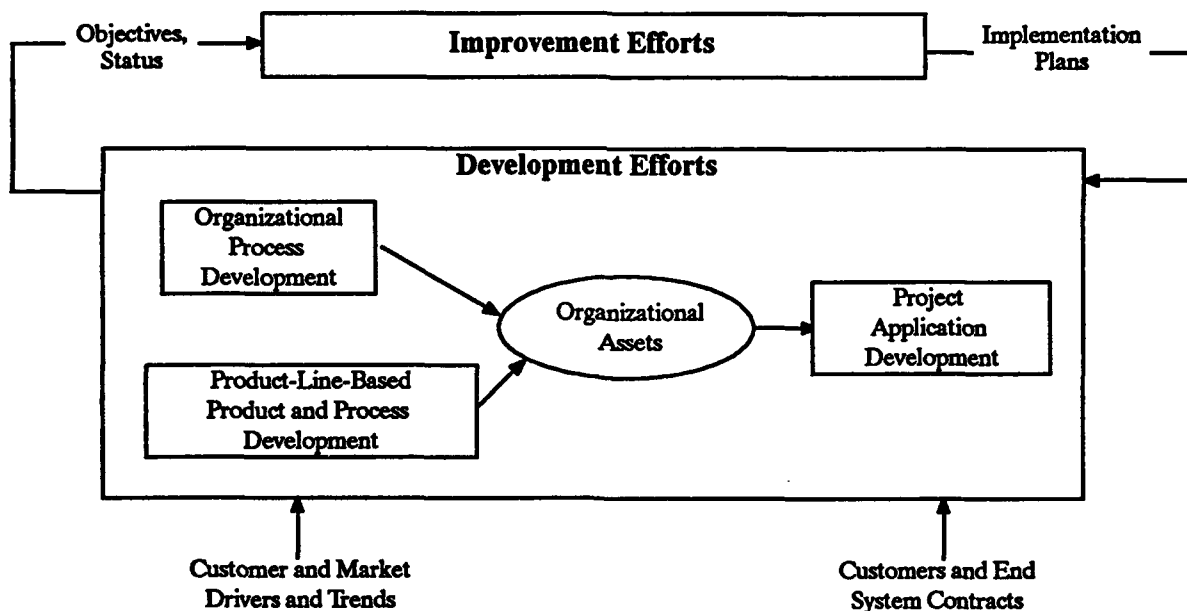 Objectives,
Status
Improvement Efforts
Implementation
Plans
Development Efforts
Organizational
Process
Development
Organizational
Assets
Project
Application
Development
Product-Line-Based
Product and Process
Development
Customer and Market
Drivers and Trends
Customers and End
System Contracts